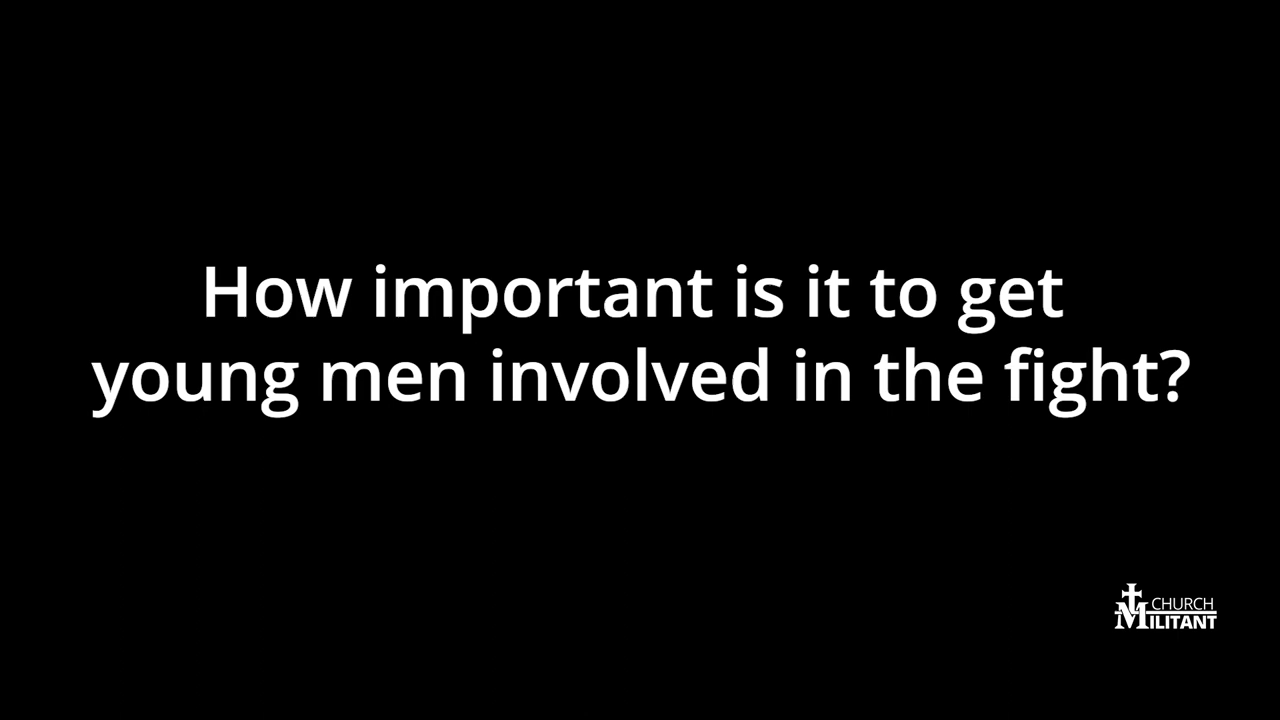 How important is it to get
young men involved in the fight?
CHURCH
MILITANT